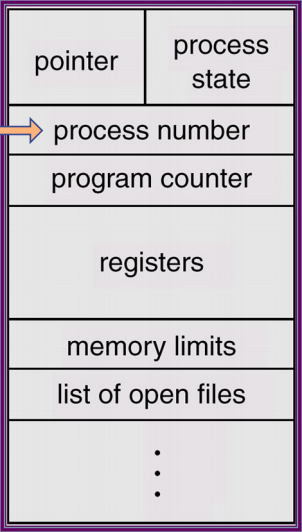 pointer
process
state
process number
program counter
registers
memory limits
list of open files